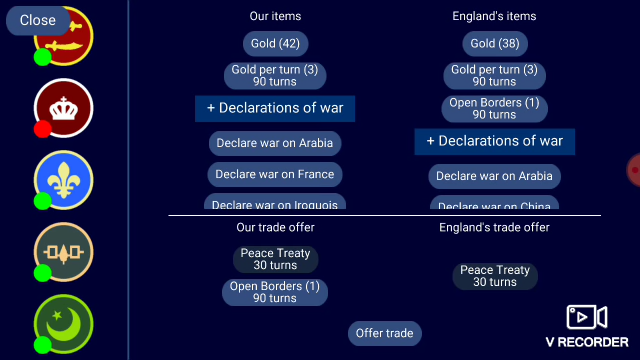 Close
Our items
England's items
Gold (42)
Gold (38)
Gold per turn (3)
90 turns
Gold per turn (3)
90 turns
Open Borders (1)
90 turns
+ Declarations of war
+ Declarations of war
Declare war on Arabia
Declare war on France
Declare war on Iroquois
Declare war on Arabia
Declare war on China
Our trade offer
England's trade offer
Peace Treaty
30 turns
Open Borders (1)
90 turns
Peace Treaty
30 turns
Offer trade
V RECORDER